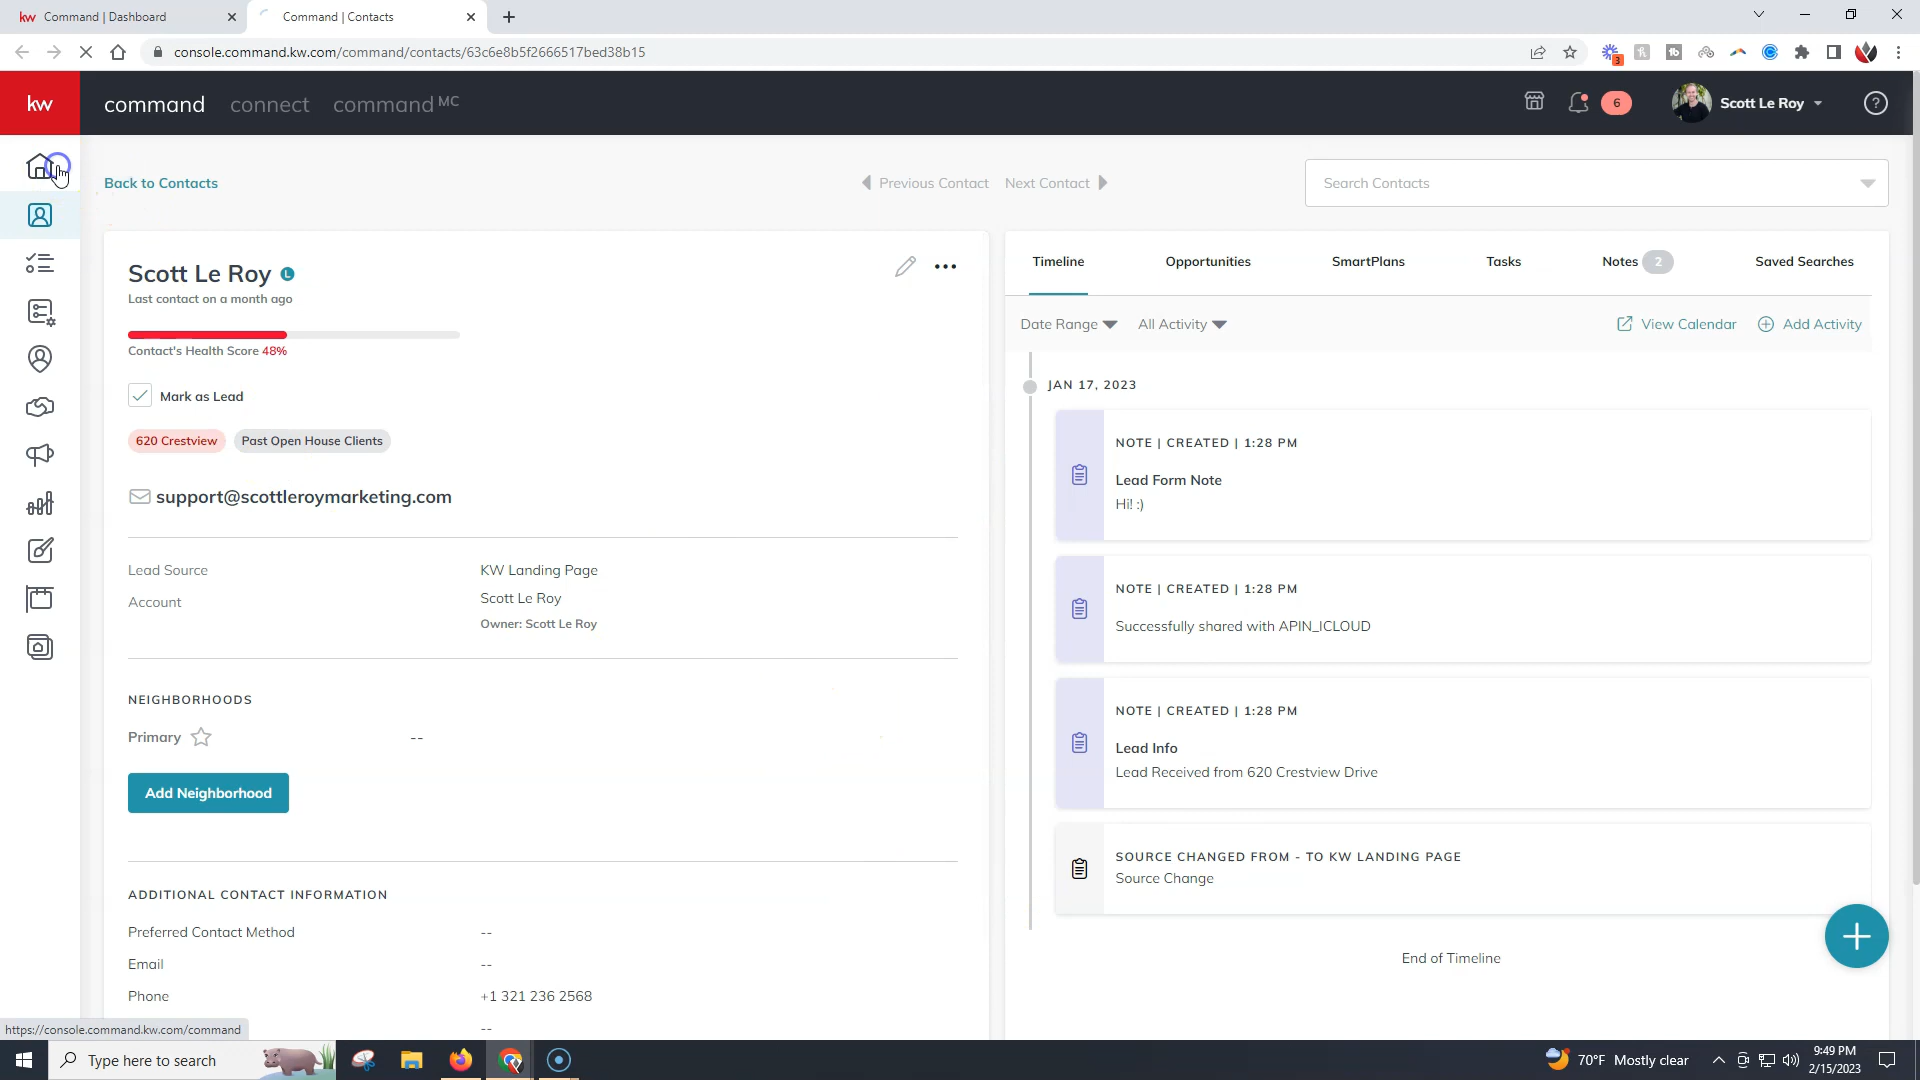 kw Command | Dashboard
Command | Contacts
console.command.kw.com/command/contacts/63c6e8b5f2666517bed38b15
3
kw
command connect command MC
6
Scott Le Roy
Back to Contacts
Previous Contact Next Contact
Search Contacts
Scott Le Roy L
Last contact on a month ago
Contact's Health Score 48%
Mark as Lead
620 Crestview Past Open House Clients
support@scottleroymarketing.com
Lead Source KW Landing Page
Account Scott Le Roy
Owner: Scott Le Roy
NEIGHBORHOODS
Primary --
Add Neighborhood
ADDITIONAL CONTACT INFORMATION
Preferred Contact Method --
Email --
Phone +1 321 236 2568
--
Timeline Opportunities SmartPlans Tasks Notes 2 Saved Searches
Date Range All Activity View Calendar Add Activity
JAN 17, 2023
NOTE | CREATED | 1:28 PM
Lead Form Note
Hi! :)
NOTE | CREATED | 1:28 PM
Successfully shared with APIN_ICLOUD
NOTE | CREATED | 1:28 PM
Lead Info
Lead Received from 620 Crestview Drive
SOURCE CHANGED FROM - TO KW LANDING PAGE
Source Change
End of Timeline
https://console.command.kw.com/command
Type here to search
70°F Mostly clear
9:49 PM
2/15/2023